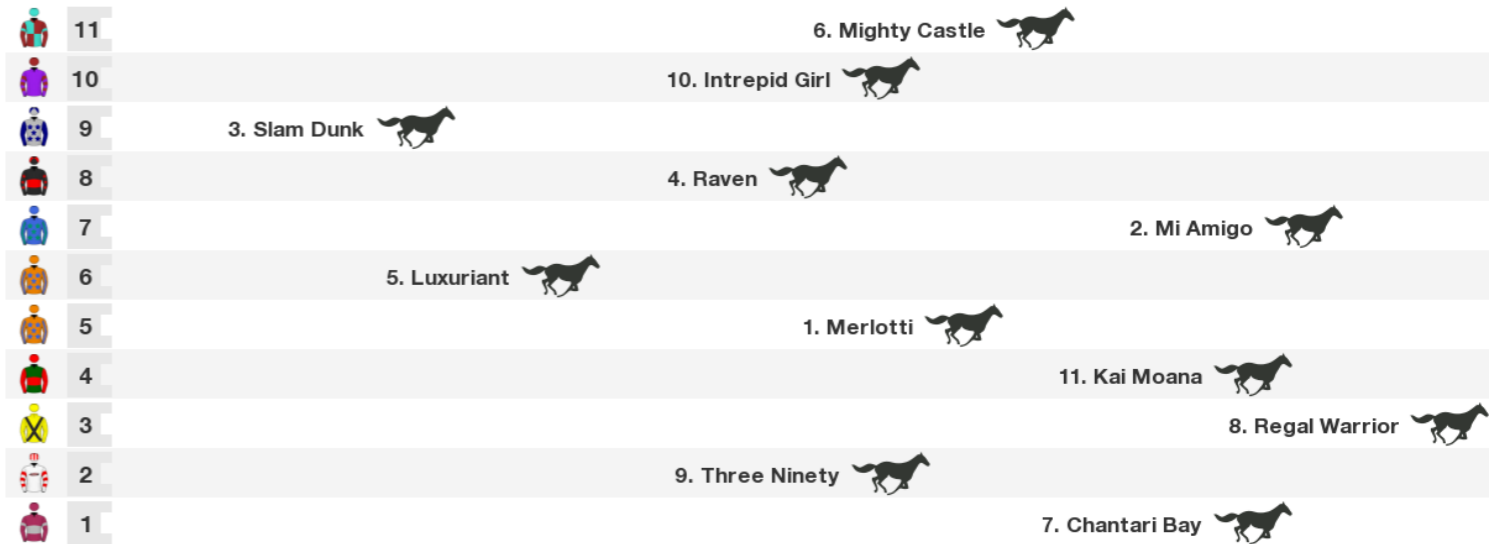 11 6. Mighty Castle
10 10. Intrepid Girl
9 3. Slam Dunk
8 4. Raven
7 2. Mi Amigo
6 5. Luxuriant
5 1. Merlotti
4 11. Kai Moana
3 8. Regal Warrior
2 9. Three Ninety
1 7. Chantari Bay